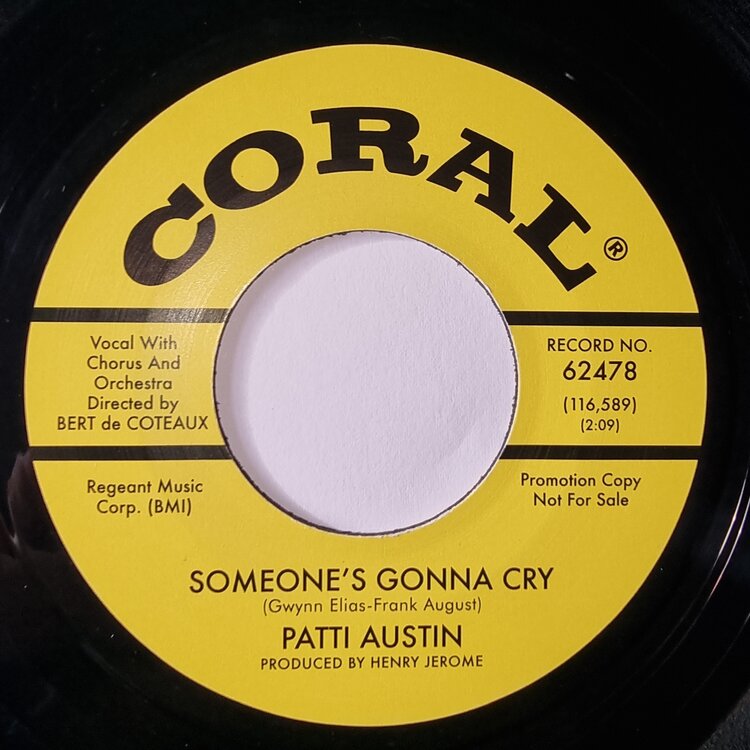 CORAL®
Vocal With
Chorus And
Orchestra
Directed by
BERT de COTEAUX
RECORD NO.
62478
(116,589)
(2:09)
Regeant Music
Corp. (BMI)
Promotion Copy
Not For Sale
SOMEONE'S GONNA CRY
(Gwynn Elias-Frank August)
PATTI AUSTIN
PRODUCED BY HENRY JEROME